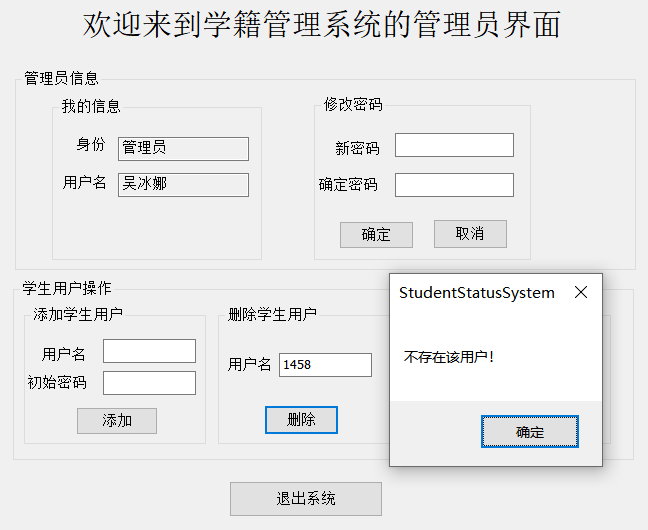 欢迎来到学籍管理系统的管理员界面
管理员信息
我的信息
身份 管理员
用户名 吴冰娜
修改密码
新密码
确定密码
确定 取消
学生用户操作
添加学生用户
用户名
初始密码
添加
删除学生用户
用户名 1458
删除
StudentStatusSystem
不存在该用户!
确定
退出系统